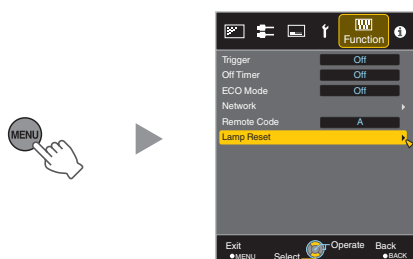 MENU
Function
Trigger Off
Off Timer Off
ECO Mode Off
Network
Remote Code A
Lamp Reset
Exit Operate Back
MENU Select BACK